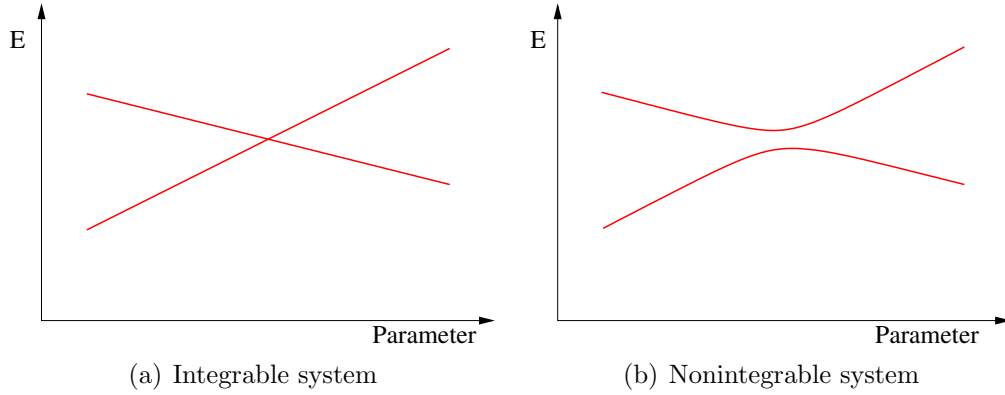 E
Parameter
(a) Integrable system
E
Parameter
(b) Nonintegrable system